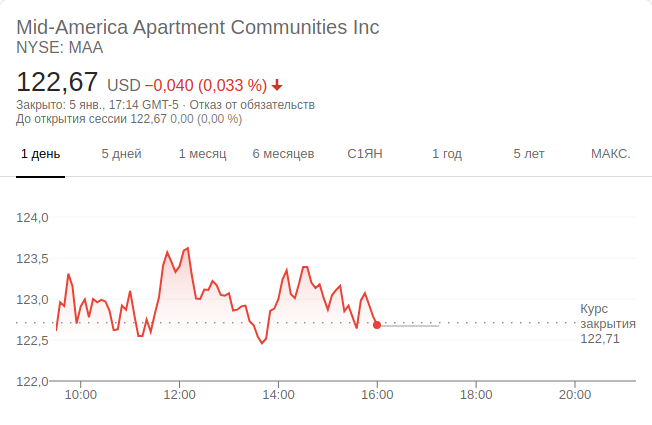 Mid-America Apartment Communities Inc
NYSE: MAA
122,67 USD −0,040 (0,033 %)
Закрыто: 5 янв., 17:14 GMT-5 · Отказ от обязательств
До открытия сессии 122,67 0,00 (0,00 %)
1 день 5 дней 1 месяц 6 месяцев С1ЯН 1 год 5 лет МАКС.
124,0
123,5
123,0
122,5
122,0
Курс
закрытия
122,71
10:00 12:00 14:00 16:00 18:00 20:00